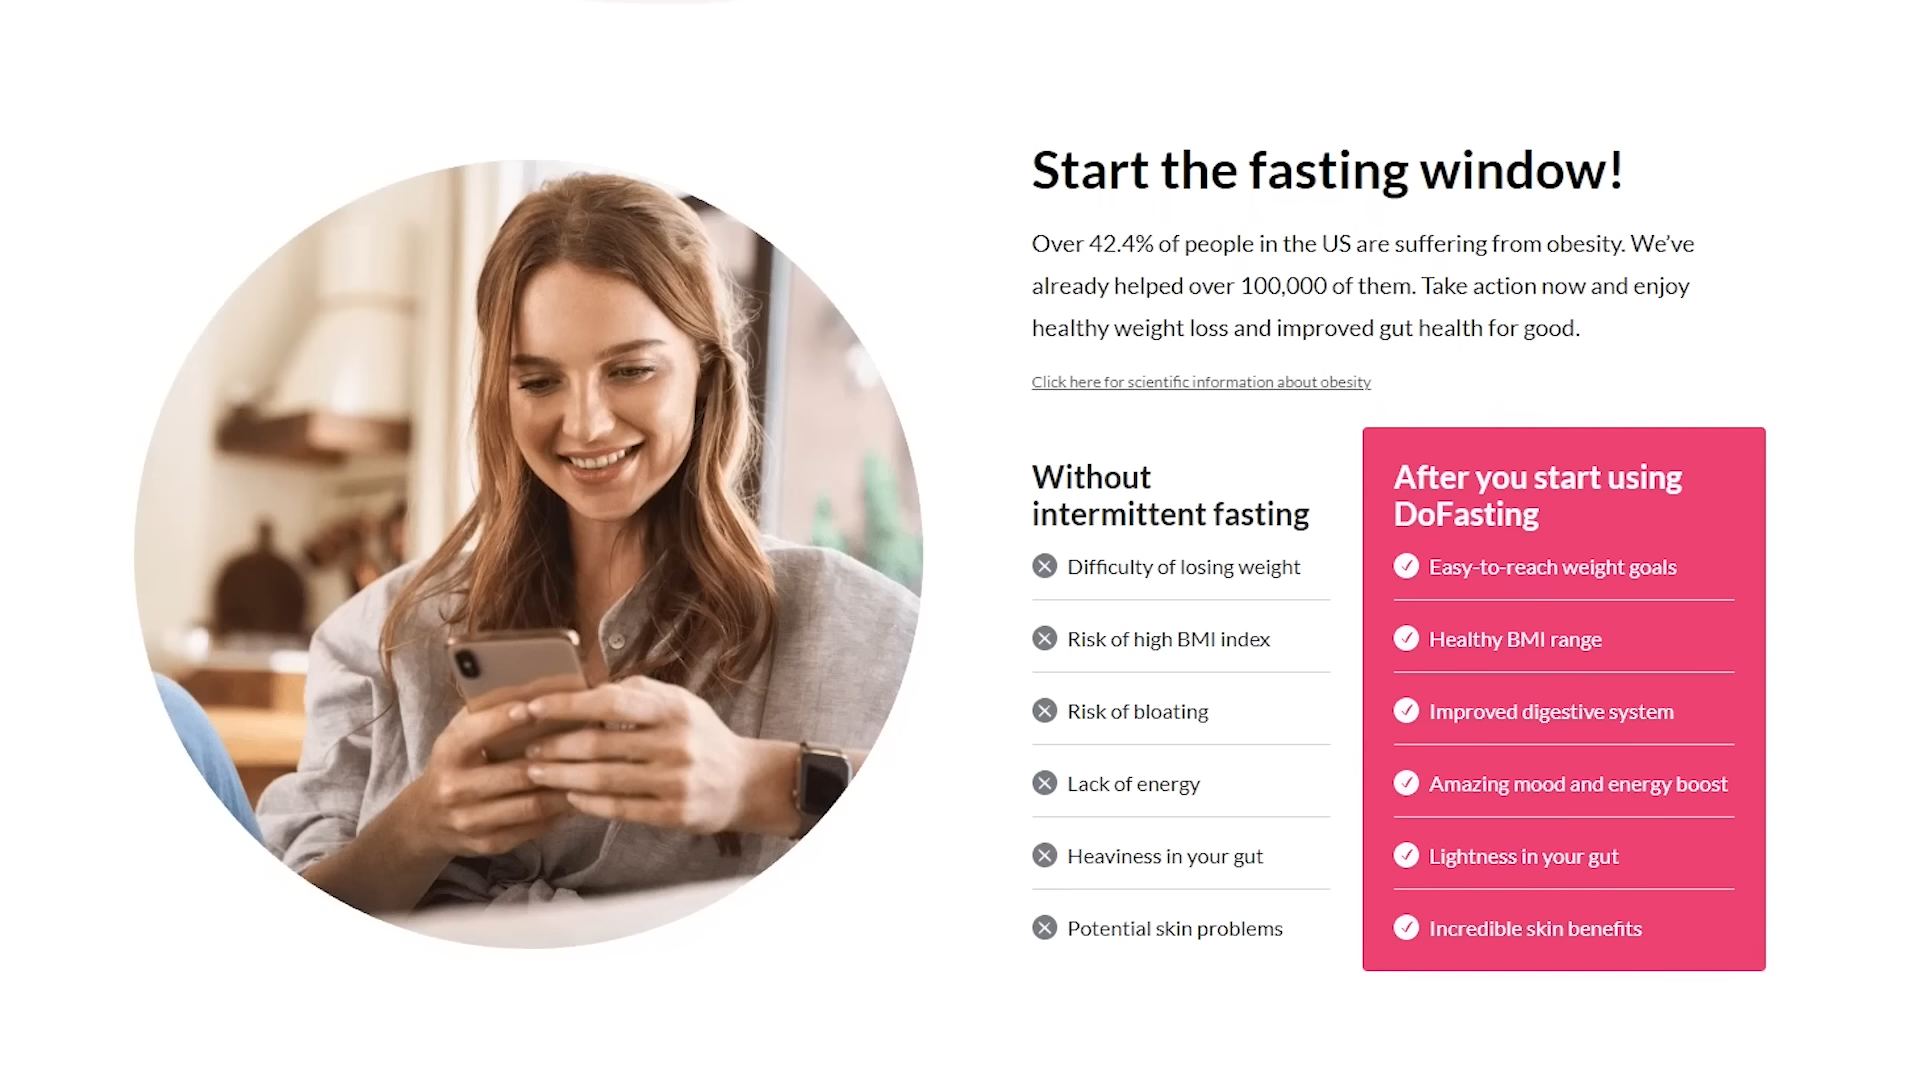 Start the fasting window!
Over 42.4% of people in the US are suffering from obesity. We've
already helped over 100,000 of them. Take action now and enjoy
healthy weight loss and improved gut health for good.
Click here for scientific information about obesity
Without
intermittent fasting
Difficulty of losing weight
Risk of high BMI index
Risk of bloating
Lack of energy
Heaviness in your gut
Potential skin problems
After you start using
DoFasting
Easy-to-reach weight goals
Healthy BMI range
Improved digestive system
Amazing mood and energy boost
Lightness in your gut
Incredible skin benefits